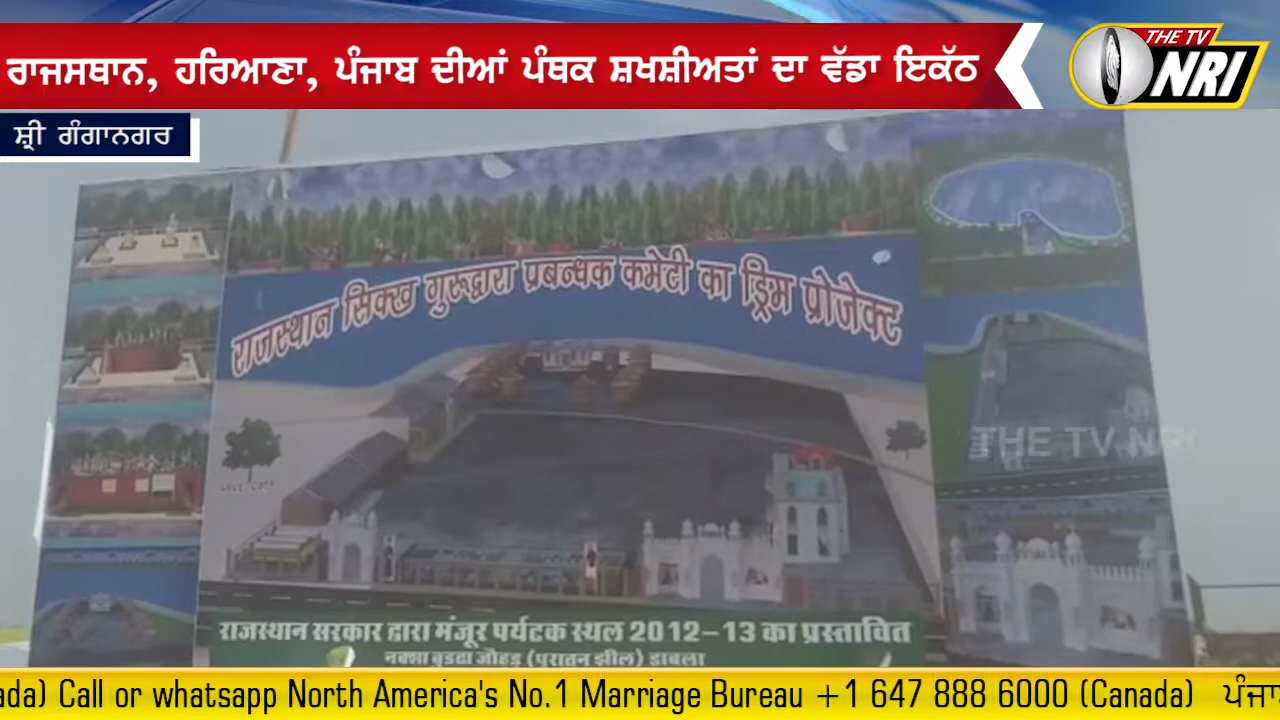 ਰਾਜਸਥਾਨ, ਹਰਿਆਣਾ, ਪੰਜਾਬ ਦੀਆਂ ਪੰਥਕ ਸ਼ਖਸ਼ੀਅਤਾਂ ਦਾ ਵੱਡਾ ਇਕੱਠ
THE TV
NRI
ਸ਼੍ਰੀ ਗੰਗਾਨਗਰ
राजस्थान सिक्ख गुरूद्वारा प्रबन्धक कमेटी का ड्रिम प्रोजेक्ट
THE TV NRI
राजस्थान सरकार द्वारा मंजूर पर्यटक स्थल 2012-13 का प्रस्तावित
नक्शा बुडढा जौहड़ (पुरातन झील) डाबला
ada) Call or whatsapp North America's No.1 Marriage Bureau +1 647 888 6000 (Canada) ਪੰਜਾ